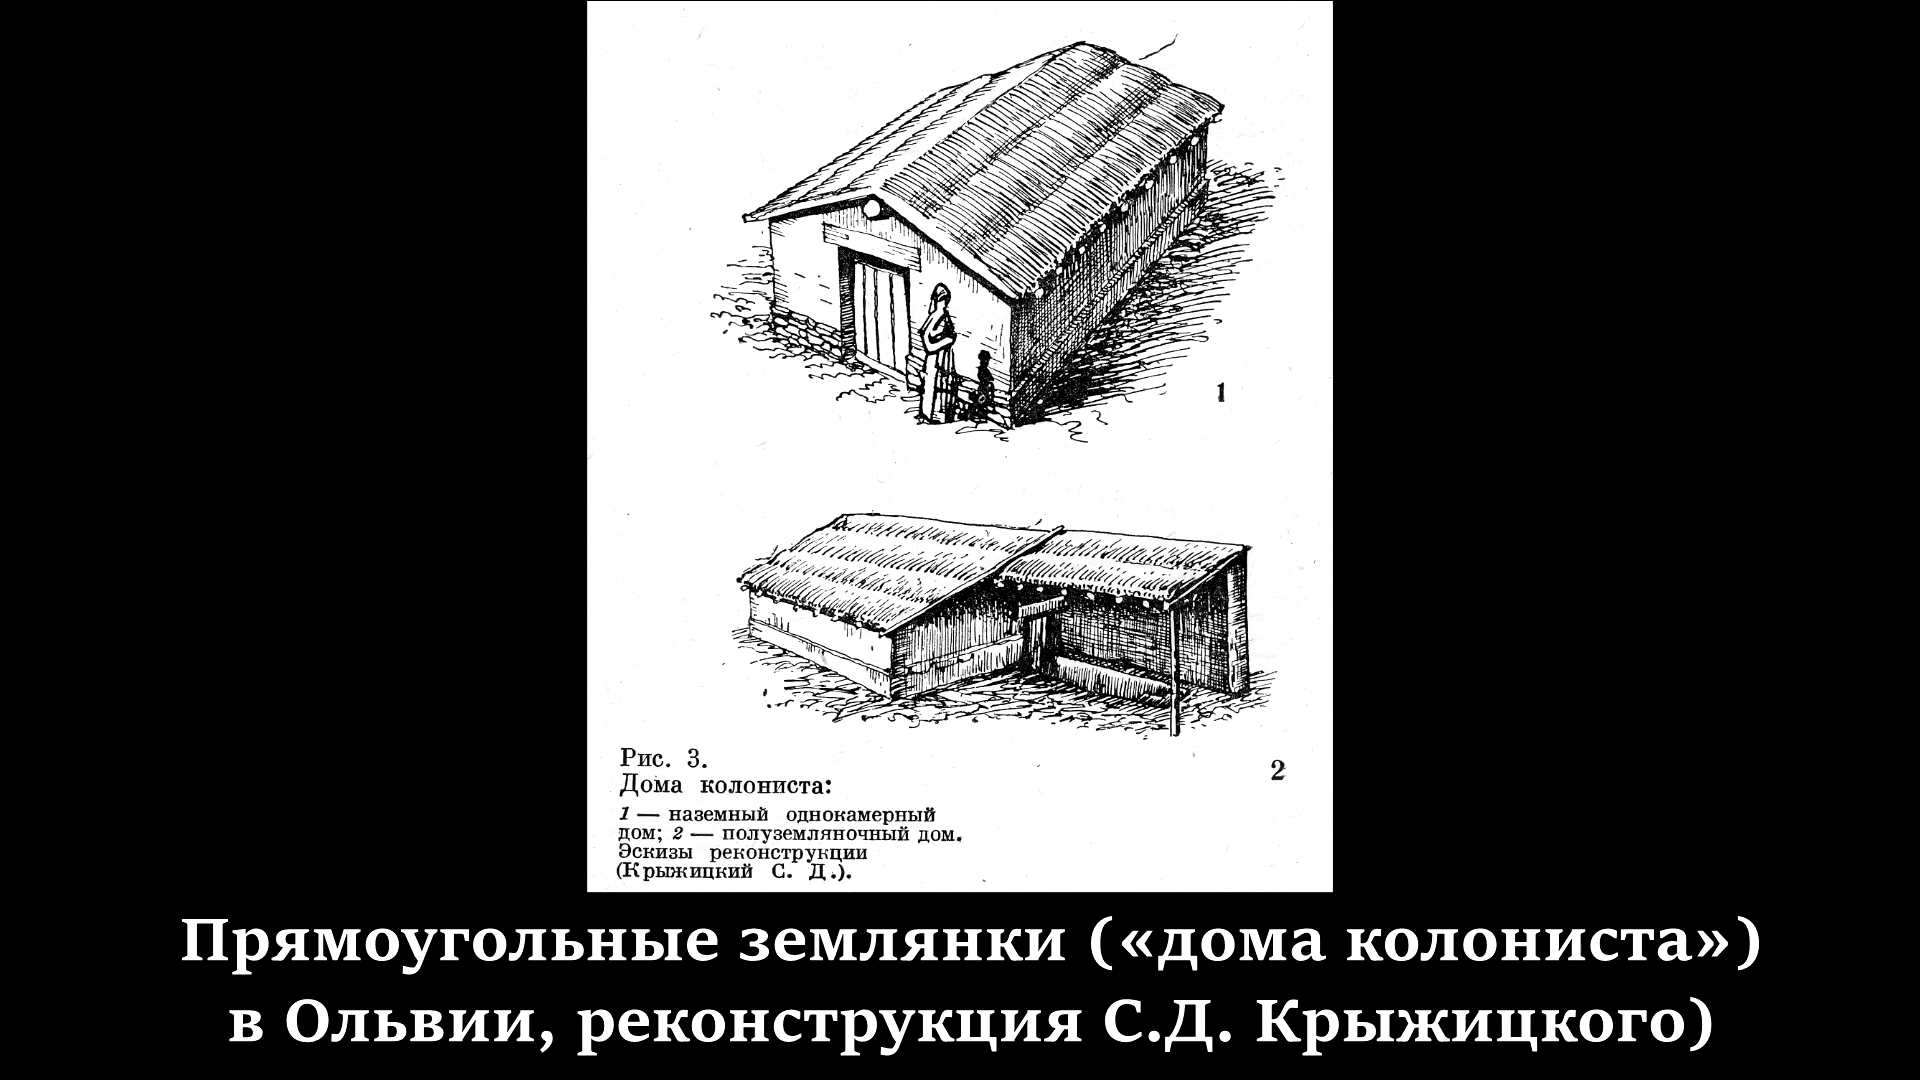 1
2
Рис. 3.
Дома колониста:
1 — наземный однокамерный
дом; 2 — полуземляночный дом.
Эскизы реконструкции
(Крыжицкий С. Д.).
Прямоугольные землянки («дома колониста»)
в Ольвии, реконструкция С.Д. Крыжицкого)